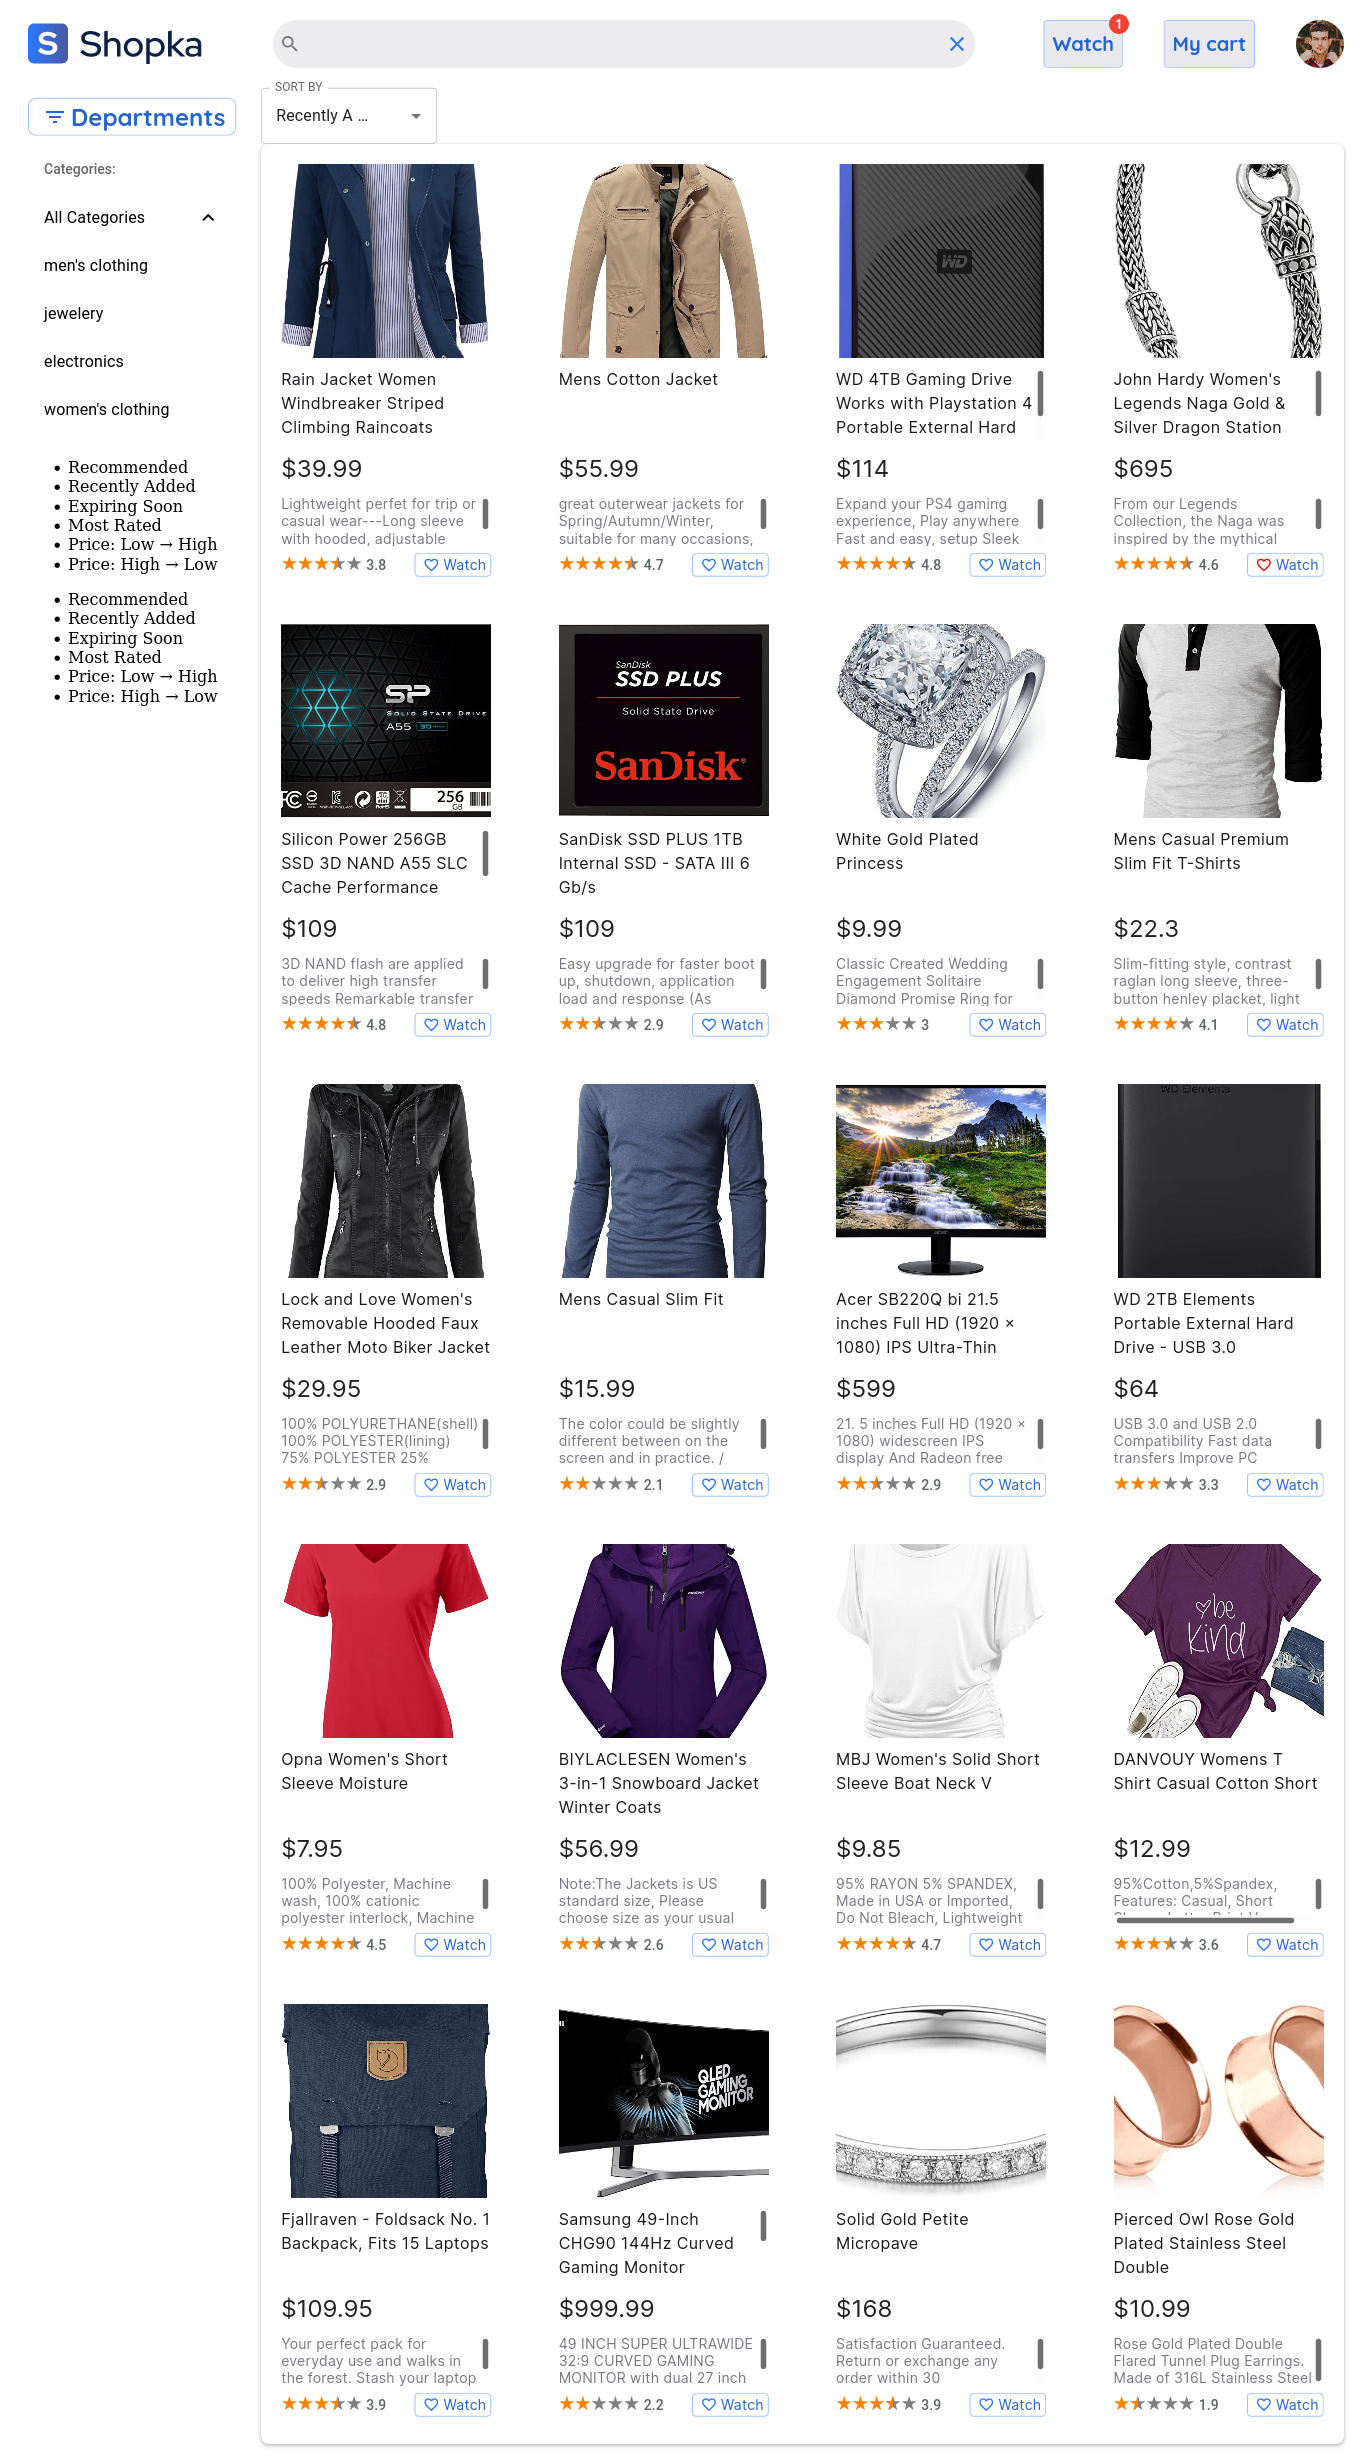 S Shopka
Watch 1
My cart
Departments
SORT BY
Recently A ...
Categories:
All Categories
men's clothing
jewelery
electronics
women's clothing
• Recommended
• Recently Added
• Expiring Soon
• Most Rated
• Price: Low → High
• Price: High → Low
• Recommended
• Recently Added
• Expiring Soon
• Most Rated
• Price: Low → High
• Price: High → Low
Rain Jacket Women
Windbreaker Striped
Climbing Raincoats
$39.99
Lightweight perfet for trip or
casual wear---Long sleeve
with hooded, adjustable
3.8 Watch
Mens Cotton Jacket
$55.99
great outerwear jackets for
Spring/Autumn/Winter,
suitable for many occasions,
4.7 Watch
WD
WD 4TB Gaming Drive
Works with Playstation 4
Portable External Hard
$114
Expand your PS4 gaming
experience, Play anywhere
Fast and easy, setup Sleek
4.8 Watch
John Hardy Women's
Legends Naga Gold &
Silver Dragon Station
$695
From our Legends
Collection, the Naga was
inspired by the mythical
4.6 Watch
SP
SOLID STATE DRIVE
A55 3D
256
GB
Silicon Power 256GB
SSD 3D NAND A55 SLC
Cache Performance
$109
3D NAND flash are applied
to deliver high transfer
speeds Remarkable transfer
4.8 Watch
SanDisk
SSD PLUS
Solid State Drive
SanDisk
SanDisk SSD PLUS 1TB
Internal SSD - SATA III 6
Gb/s
$109
Easy upgrade for faster boot
up, shutdown, application
load and response (As
2.9 Watch
White Gold Plated
Princess
$9.99
Classic Created Wedding
Engagement Solitaire
Diamond Promise Ring for
3 Watch
Mens Casual Premium
Slim Fit T-Shirts
$22.3
Slim-fitting style, contrast
raglan long sleeve, three-
button henley placket, light
4.1 Watch
Lock and Love Women's
Removable Hooded Faux
Leather Moto Biker Jacket
$29.95
100% POLYURETHANE(shell)
100% POLYESTER(lining)
75% POLYESTER 25%
2.9 Watch
Mens Casual Slim Fit
$15.99
The color could be slightly
different between on the
screen and in practice. /
2.1 Watch
Acer SB220Q bi 21.5
inches Full HD (1920 ×
1080) IPS Ultra-Thin
$599
21. 5 inches Full HD (1920 ×
1080) widescreen IPS
display And Radeon free
2.9 Watch
WD Elements
WD 2TB Elements
Portable External Hard
Drive - USB 3.0
$64
USB 3.0 and USB 2.0
Compatibility Fast data
transfers Improve PC
3.3 Watch
Opna Women's Short
Sleeve Moisture
$7.95
100% Polyester, Machine
wash, 100% cationic
polyester interlock, Machine
4.5 Watch
BIYLACLESEN Women's
3-in-1 Snowboard Jacket
Winter Coats
$56.99
Note:The Jackets is US
standard size, Please
choose size as your usual
2.6 Watch
MBJ Women's Solid Short
Sleeve Boat Neck V
$9.85
95% RAYON 5% SPANDEX,
Made in USA or Imported,
Do Not Bleach, Lightweight
4.7 Watch
be
kind
DANVOUY Womens T
Shirt Casual Cotton Short
$12.99
95%Cotton,5%Spandex,
Features: Casual, Short
3.6 Watch
Fjallraven - Foldsack No. 1
Backpack, Fits 15 Laptops
$109.95
Your perfect pack for
everyday use and walks in
the forest. Stash your laptop
3.9 Watch
QLED
GAMING
MONITOR
Samsung 49-Inch
CHG90 144Hz Curved
Gaming Monitor
$999.99
49 INCH SUPER ULTRAWIDE
32:9 CURVED GAMING
MONITOR with dual 27 inch
2.2 Watch
Solid Gold Petite
Micropave
$168
Satisfaction Guaranteed.
Return or exchange any
order within 30
3.9 Watch
Pierced Owl Rose Gold
Plated Stainless Steel
Double
$10.99
Rose Gold Plated Double
Flared Tunnel Plug Earrings.
Made of 316L Stainless Steel
1.9 Watch